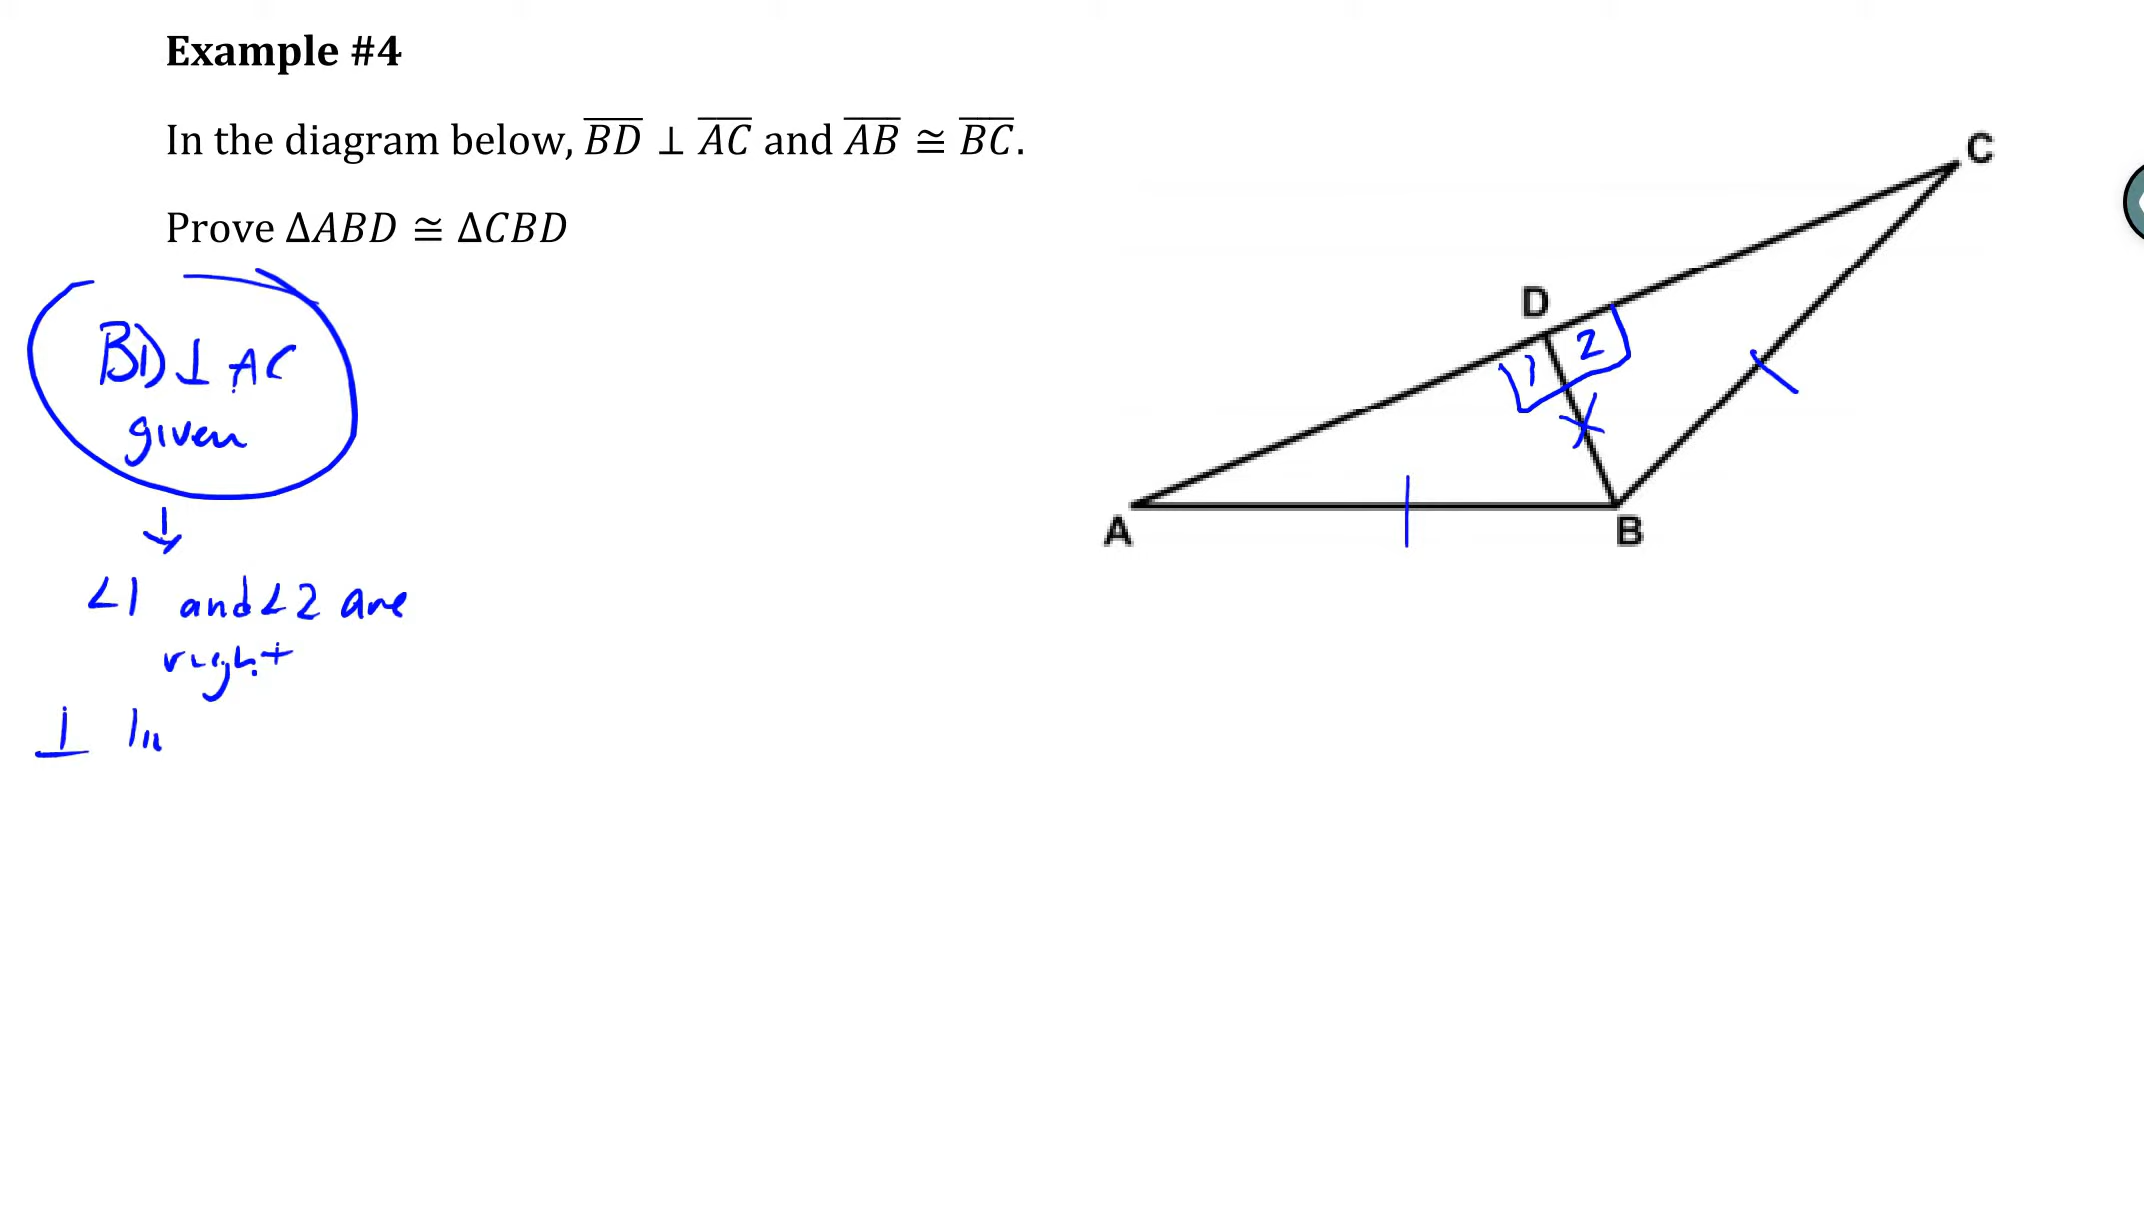 Example #4
In the diagram below, BD ⊥ AC and AB ≅ BC.
Prove ΔABD ≅ ΔCBD
BD ⊥ AC
given
∠1 and ∠2 are
right
⊥
C
D
1 2
A
B